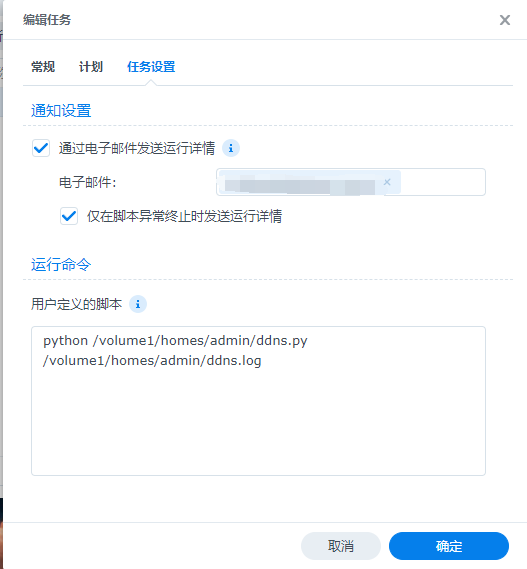 编辑任务
常规 计划 任务设置
通知设置
通过电子邮件发送运行详情
电子邮件:
仅在脚本异常终止时发送运行详情
运行命令
用户定义的脚本
python /volume1/homes/admin/ddns.py
/volume1/homes/admin/ddns.log
取消 确定